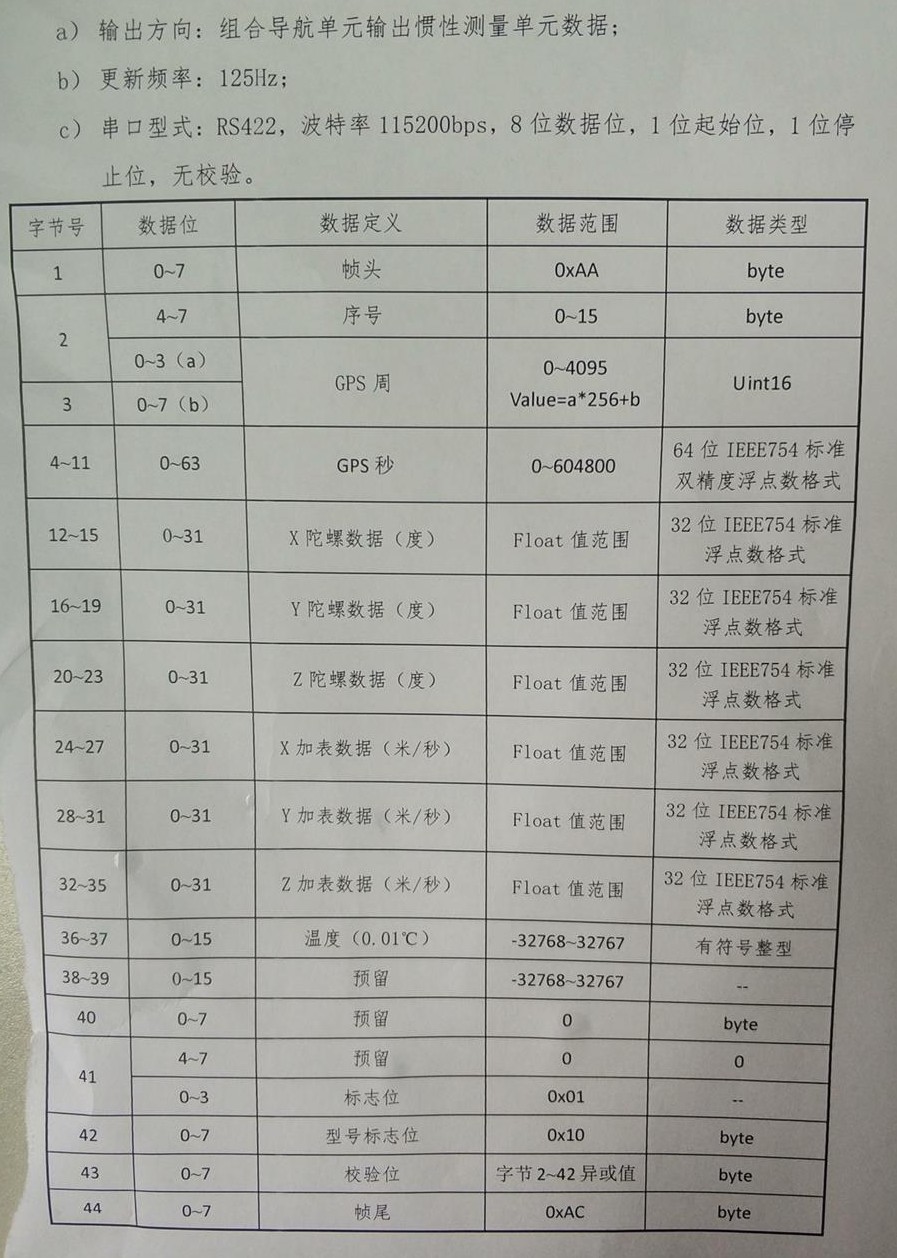 a) 输出方向：组合导航单元输出惯性测量单元数据；
b) 更新频率：125Hz；
c) 串口型式：RS422，波特率 115200bps，8 位数据位，1 位起始位，1 位停
止位，无校验。
字节号 数据位 数据定义 数据范围 数据类型
1 0~7 帧头 0xAA byte
2 4~7 序号 0~15 byte
0~3（a） GPS 周 0~4095 Uint16
Value=a*256+b
3 0~7（b）
4~11 0~63 GPS 秒 0~604800 64 位 IEEE754 标准
双精度浮点数格式
12~15 0~31 X 陀螺数据（度） Float 值范围 32 位 IEEE754 标准
浮点数格式
16~19 0~31 Y 陀螺数据（度） Float 值范围 32 位 IEEE754 标准
浮点数格式
20~23 0~31 Z 陀螺数据（度） Float 值范围 32 位 IEEE754 标准
浮点数格式
24~27 0~31 X 加表数据（米/秒） Float 值范围 32 位 IEEE754 标准
浮点数格式
28~31 0~31 Y 加表数据（米/秒） Float 值范围 32 位 IEEE754 标准
浮点数格式
32~35 0~31 Z 加表数据（米/秒） Float 值范围 32 位 IEEE754 标准
浮点数格式
36~37 0~15 温度（0.01℃） -32768~32767 有符号整型
38~39 0~15 预留 -32768~32767 --
40 0~7 预留 0 byte
41 4~7 预留 0 0
0~3 标志位 0x01 --
42 0~7 型号标志位 0x10 byte
43 0~7 校验位 字节 2~42 异或值 byte
44 0~7 帧尾 0xAC byte